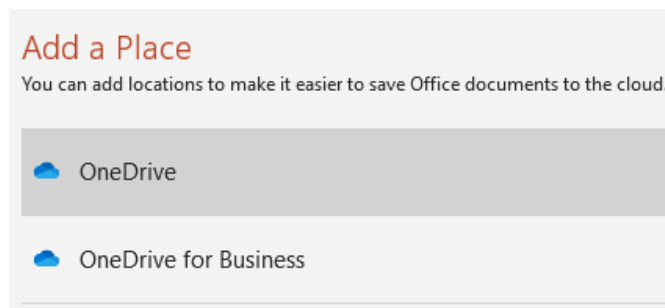 Add a Place
You can add locations to make it easier to save Office documents to the cloud.
OneDrive
OneDrive for Business